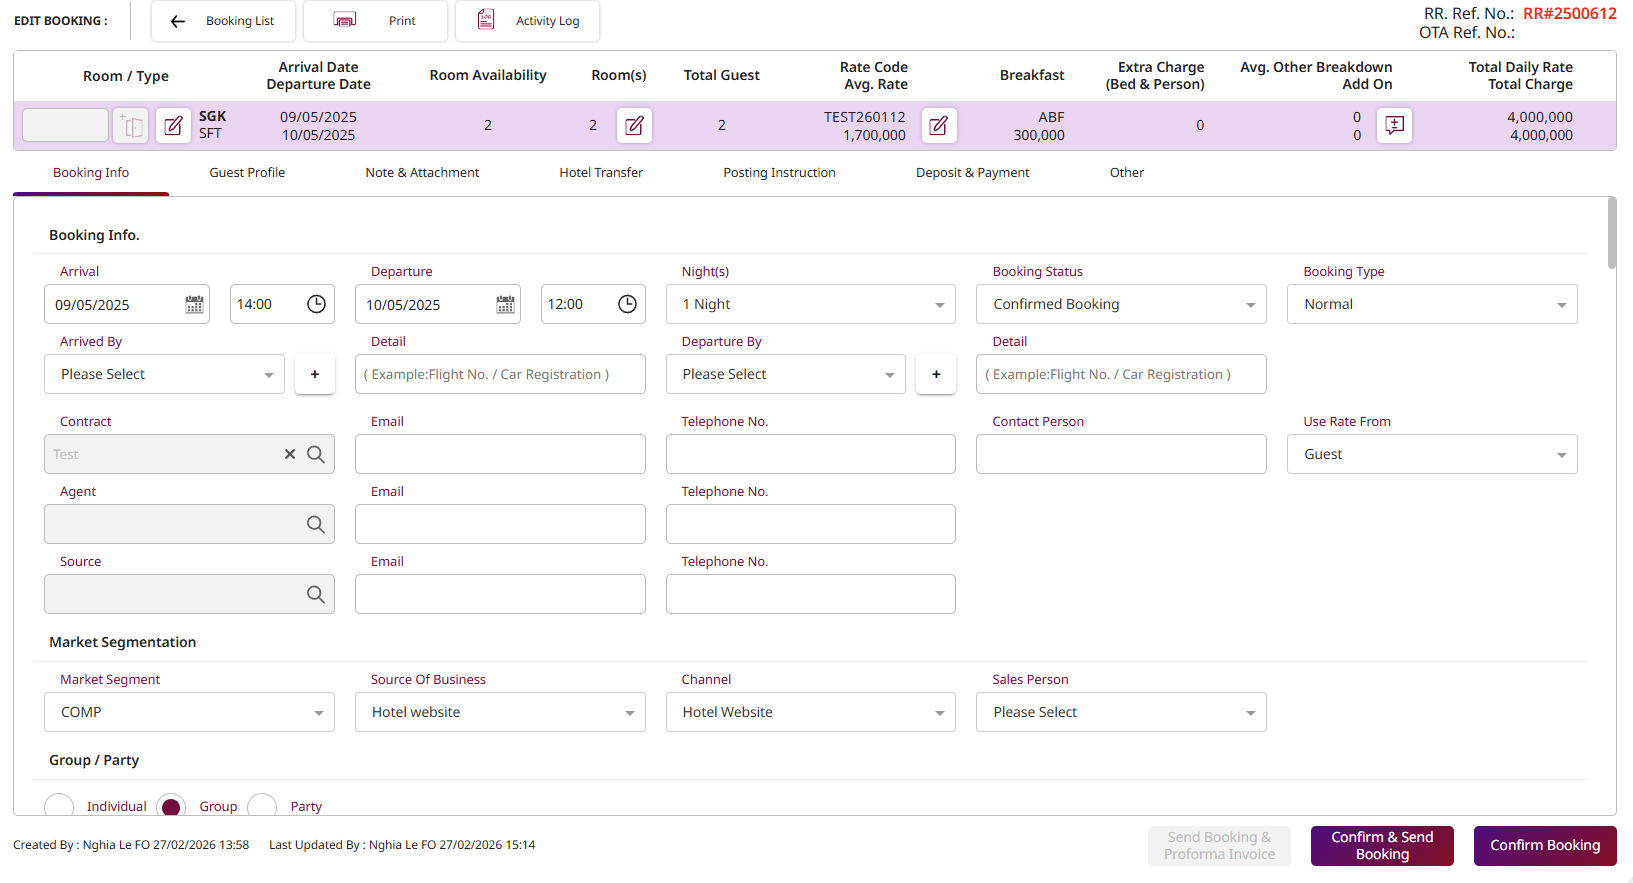 EDIT BOOKING :
Booking List
Print
LOG
Activity Log
RR. Ref. No.: RR#2500612
OTA Ref. No.:
Room / Type
Arrival Date
Departure Date
Room Availability
Room(s)
Total Guest
Rate Code
Avg. Rate
Breakfast
Extra Charge
(Bed & Person)
Avg. Other Breakdown
Add On
Total Daily Rate
Total Charge
SGK
SFT
09/05/2025
10/05/2025
2
2
2
TEST260112
1,700,000
ABF
300,000
0
0
0
4,000,000
4,000,000
Booking Info
Guest Profile
Note & Attachment
Hotel Transfer
Posting Instruction
Deposit & Payment
Other
Booking Info.
Arrival
Departure
Night(s)
Booking Status
Booking Type
09/05/2025
14:00
10/05/2025
12:00
1 Night
Confirmed Booking
Normal
Arrived By
Detail
Departure By
Detail
Please Select
+
( Example:Flight No. / Car Registration )
Please Select
+
( Example:Flight No. / Car Registration )
Contract
Email
Telephone No.
Contact Person
Use Rate From
Test
Guest
Agent
Email
Telephone No.
Source
Email
Telephone No.
Market Segmentation
Market Segment
Source Of Business
Channel
Sales Person
COMP
Hotel website
Hotel Website
Please Select
Group / Party
Individual
Group
Party
Created By : Nghia Le FO 27/02/2026 13:58
Last Updated By : Nghia Le FO 27/02/2026 15:14
Send Booking &
Proforma Invoice
Confirm & Send
Booking
Confirm Booking